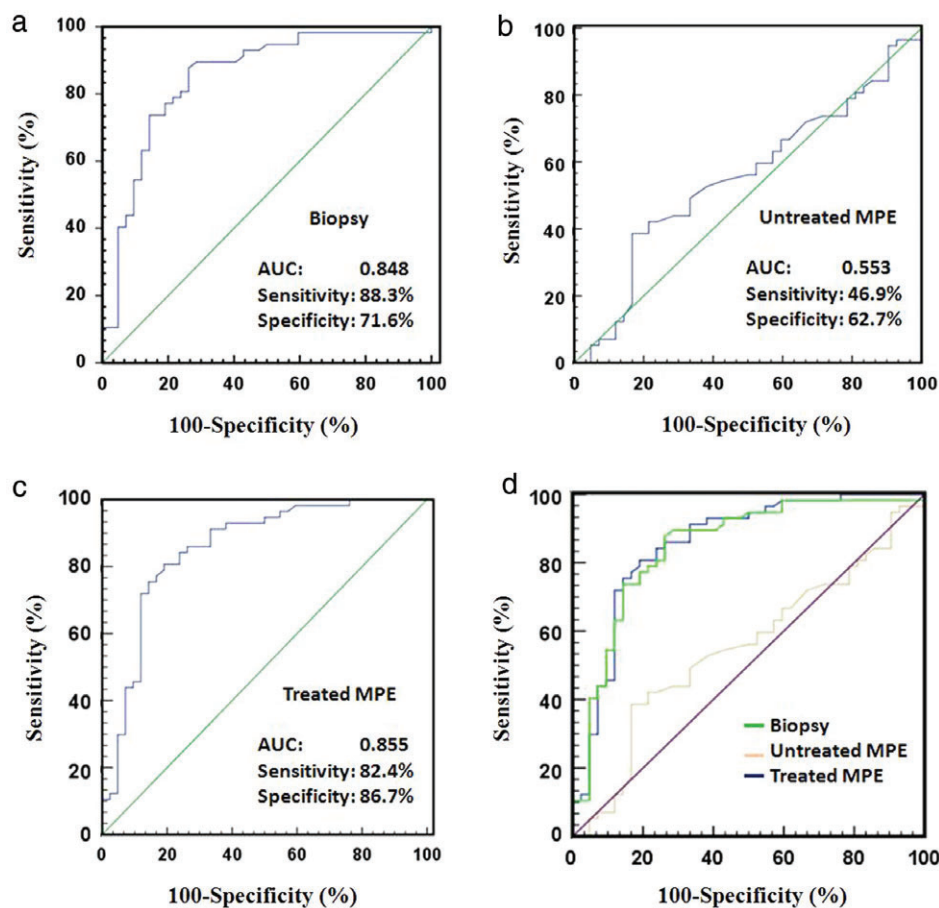 a
100
80
60
40
20
0
Sensitivity (%)
Biopsy
AUC: 0.848
Sensitivity: 88.3%
Specificity: 71.6%
0 20 40 60 80 100
100-Specificity (%)
b
100
80
60
40
20
0
Sensitivity (%)
Untreated MPE
AUC: 0.553
Sensitivity: 46.9%
Specificity: 62.7%
0 20 40 60 80 100
100-Specificity (%)
c
100
80
60
40
20
0
Sensitivity (%)
Treated MPE
AUC: 0.855
Sensitivity: 82.4%
Specificity: 86.7%
0 20 40 60 80 100
100-Specificity (%)
d
100
80
60
40
20
0
Sensitivity (%)
Biopsy
Untreated MPE
Treated MPE
0 20 40 60 80 100
100-Specificity (%)